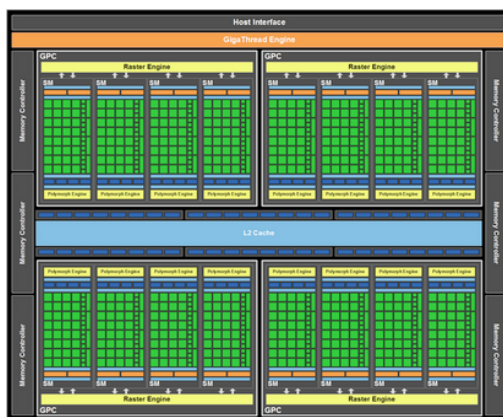 Host Interface
GigaThread Engine
GPC
GPC
Raster Engine
Raster Engine
SM SM SM SM
SM SM SM SM
Memory Controller
Memory Controller
Polymorph Engine Polymorph Engine Polymorph Engine Polymorph Engine
Polymorph Engine Polymorph Engine Polymorph Engine Polymorph Engine
Memory Controller
L2 Cache
Memory Controller
Polymorph Engine Polymorph Engine Polymorph Engine Polymorph Engine
Polymorph Engine Polymorph Engine Polymorph Engine Polymorph Engine
Memory Controller
Memory Controller
SM SM SM SM
SM SM SM SM
Raster Engine
Raster Engine
GPC
GPC